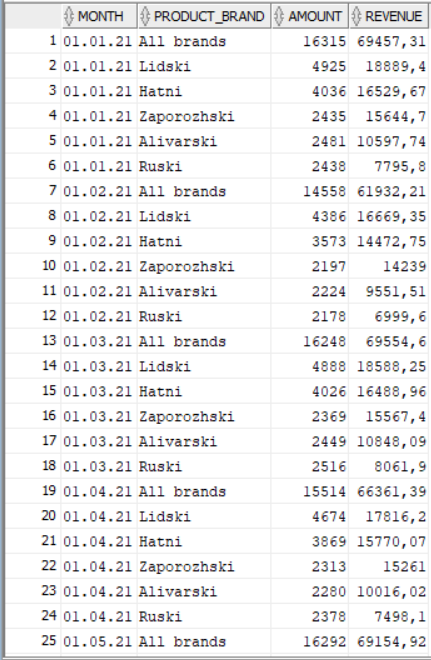 MONTH PRODUCT_BRAND AMOUNT REVENUE
1 01.01.21 All brands 16315 69457,31
2 01.01.21 Lidski 4925 18889,4
3 01.01.21 Hatni 4036 16529,67
4 01.01.21 Zaporozhski 2435 15644,7
5 01.01.21 Alivarski 2481 10597,74
6 01.01.21 Ruski 2438 7795,8
7 01.02.21 All brands 14558 61932,21
8 01.02.21 Lidski 4386 16669,35
9 01.02.21 Hatni 3573 14472,75
10 01.02.21 Zaporozhski 2197 14239
11 01.02.21 Alivarski 2224 9551,51
12 01.02.21 Ruski 2178 6999,6
13 01.03.21 All brands 16248 69554,6
14 01.03.21 Lidski 4888 18588,25
15 01.03.21 Hatni 4026 16488,96
16 01.03.21 Zaporozhski 2369 15567,4
17 01.03.21 Alivarski 2449 10848,09
18 01.03.21 Ruski 2516 8061,9
19 01.04.21 All brands 15514 66361,39
20 01.04.21 Lidski 4674 17816,2
21 01.04.21 Hatni 3869 15770,07
22 01.04.21 Zaporozhski 2313 15261
23 01.04.21 Alivarski 2280 10016,02
24 01.04.21 Ruski 2378 7498,1
25 01.05.21 All brands 16292 69154,92